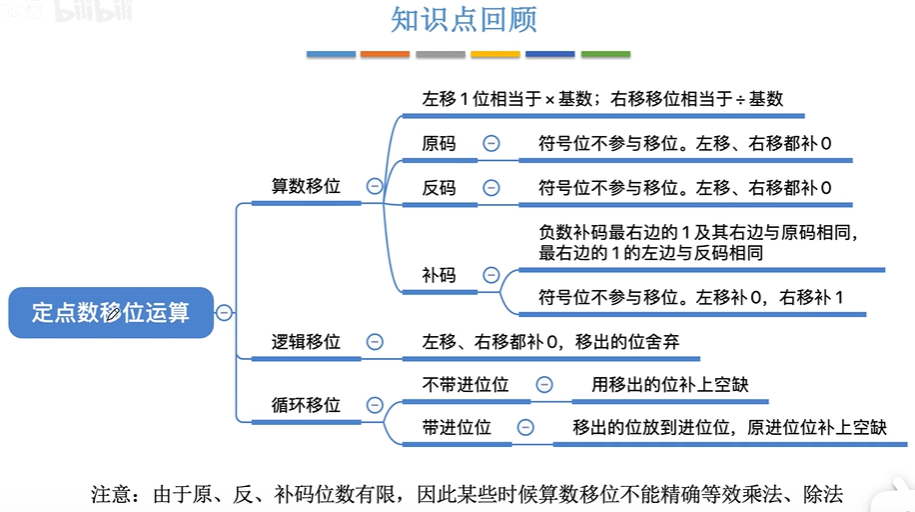 bilibili
知识点回顾
左移1位相当于×基数；右移移位相当于÷基数
原码
符号位不参与移位。左移、右移都补0
算数移位
反码
符号位不参与移位。左移、右移都补0
负数补码最右边的1及其右边与原码相同，
最右边的1的左边与反码相同
补码
符号位不参与移位。左移补0，右移补1
定点数移位运算
逻辑移位
左移、右移都补0，移出的位舍弃
不带进位位
用移出的位补上空缺
循环移位
带进位位
移出的位放到进位位，原进位位补上空缺
注意：由于原、反、补码位数有限，因此某些时候算数移位不能精确等效乘法、除法